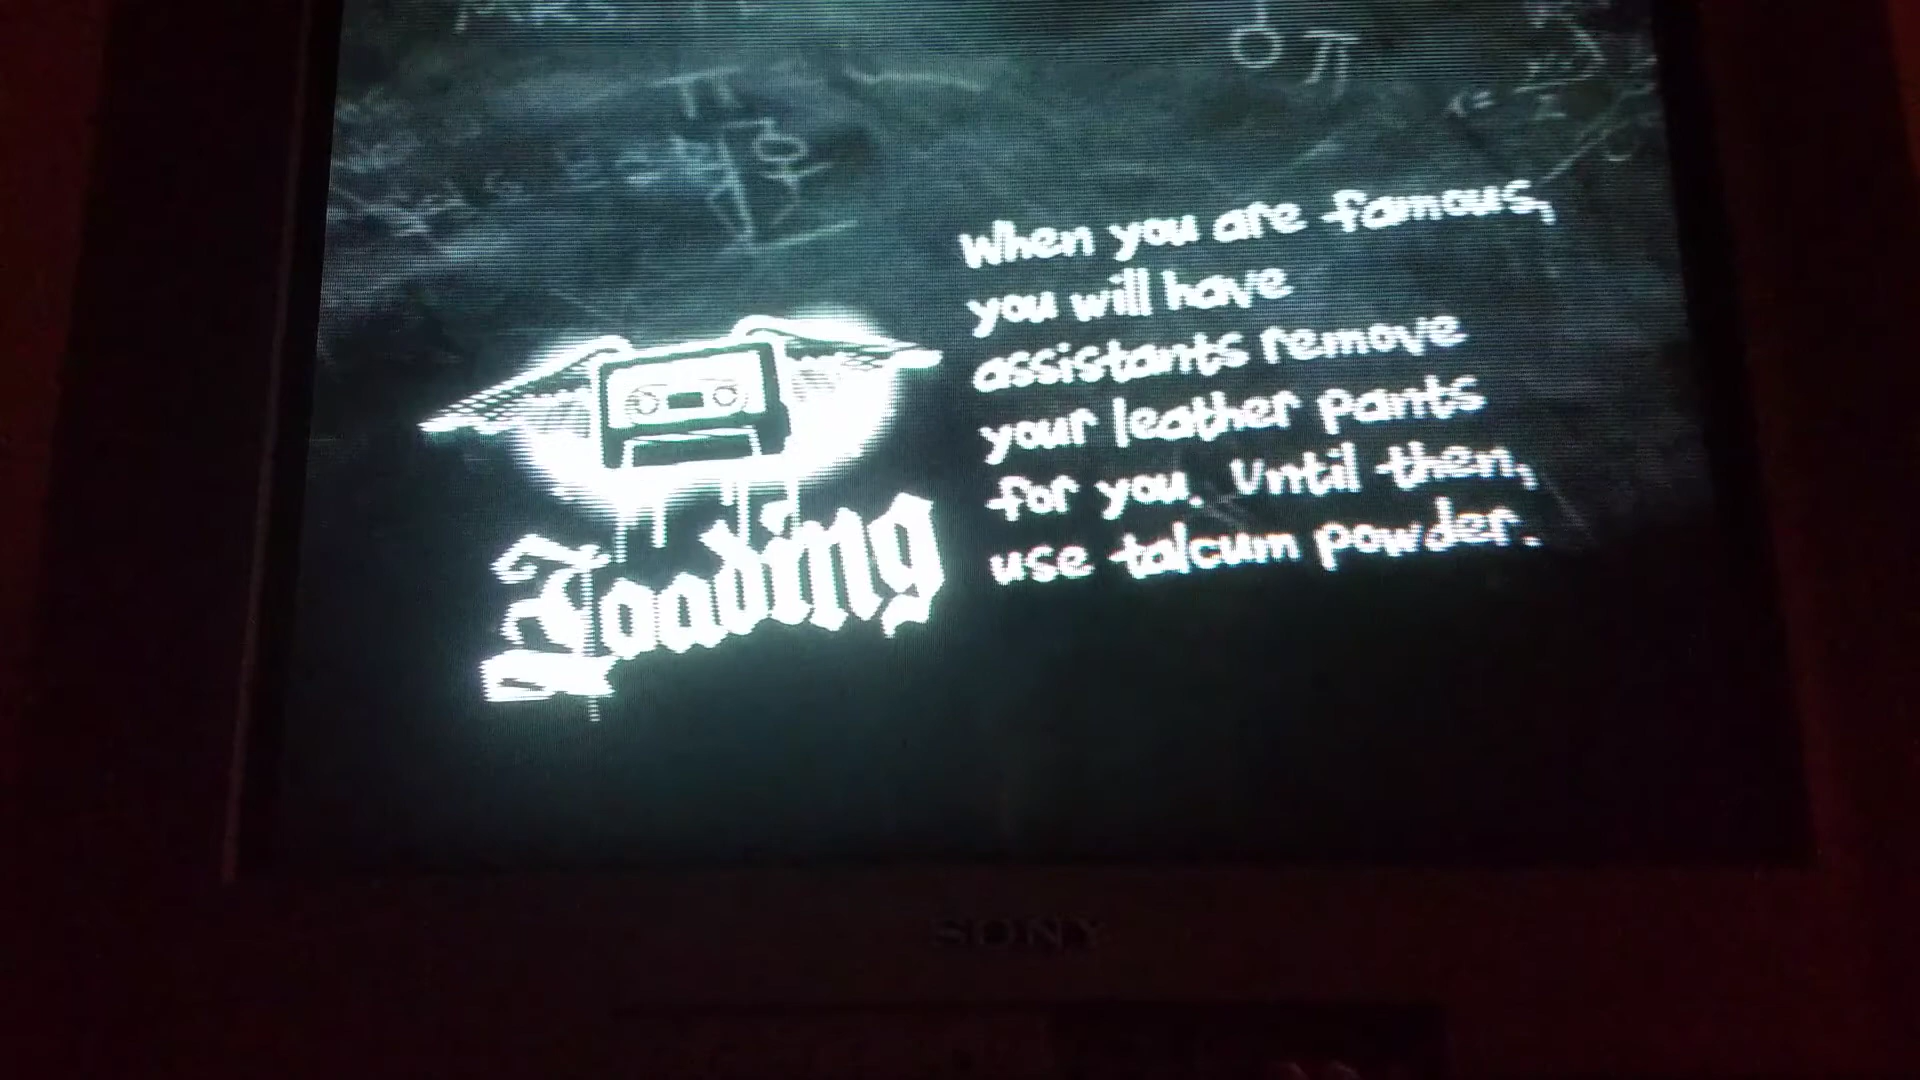 π
π
When you are famous,
you will have
assistants remove
your leather pants
for you. Until then,
use talcum powder.
Loading
SONY